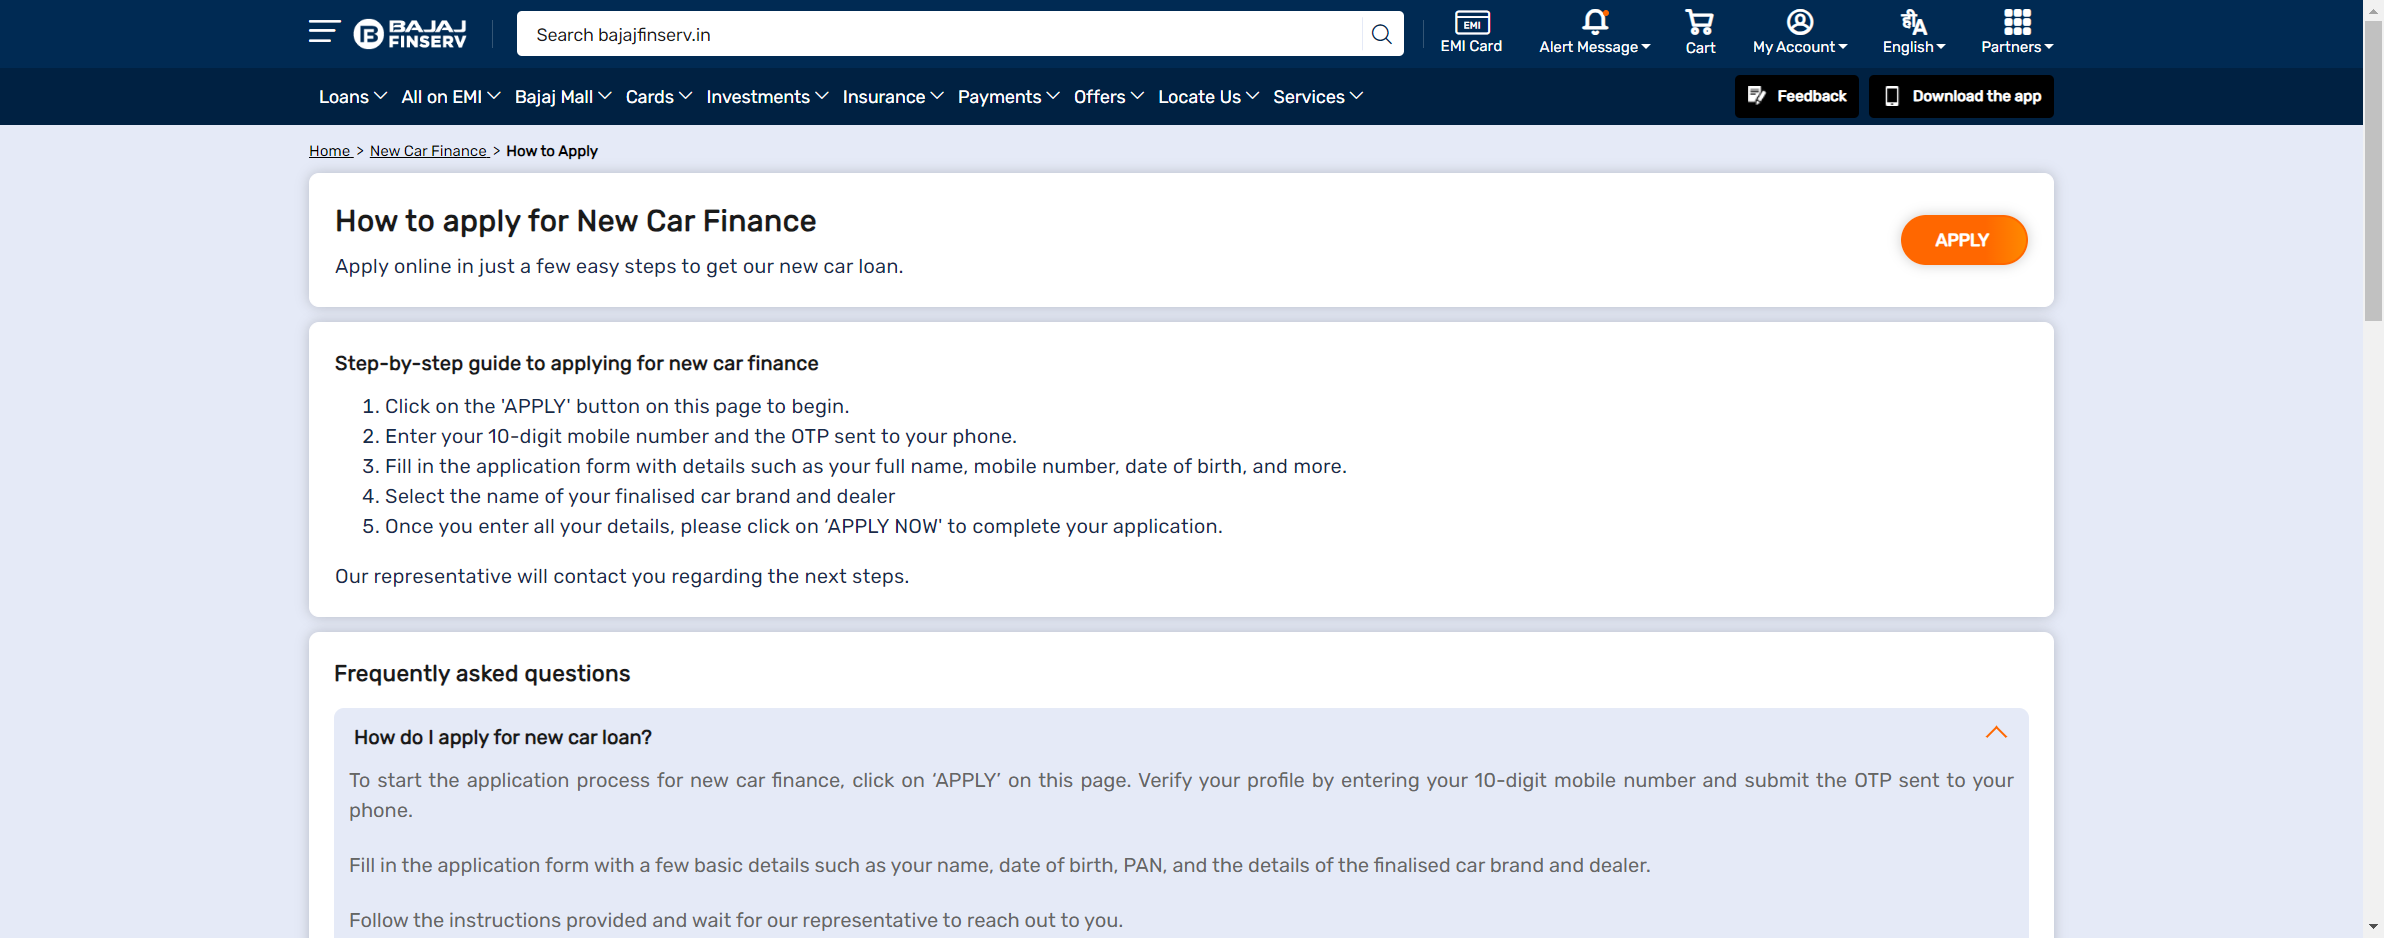 BAJAJ FINSERV
Search bajajfinserv.in
EMI
EMI Card
Alert Message
Cart
My Account
हीA
English
Partners
Loans All on EMI Bajaj Mall Cards Investments Insurance Payments Offers Locate Us Services
Feedback
Download the app
Home > New Car Finance > How to Apply
How to apply for New Car Finance
Apply online in just a few easy steps to get our new car loan.
APPLY
Step-by-step guide to applying for new car finance
1. Click on the 'APPLY' button on this page to begin.
2. Enter your 10-digit mobile number and the OTP sent to your phone.
3. Fill in the application form with details such as your full name, mobile number, date of birth, and more.
4. Select the name of your finalised car brand and dealer
5. Once you enter all your details, please click on ‘APPLY NOW' to complete your application.
Our representative will contact you regarding the next steps.
Frequently asked questions
How do I apply for new car loan?
To start the application process for new car finance, click on ‘APPLY’ on this page. Verify your profile by entering your 10-digit mobile number and submit the OTP sent to your
phone.
Fill in the application form with a few basic details such as your name, date of birth, PAN, and the details of the finalised car brand and dealer.
Follow the instructions provided and wait for our representative to reach out to you.